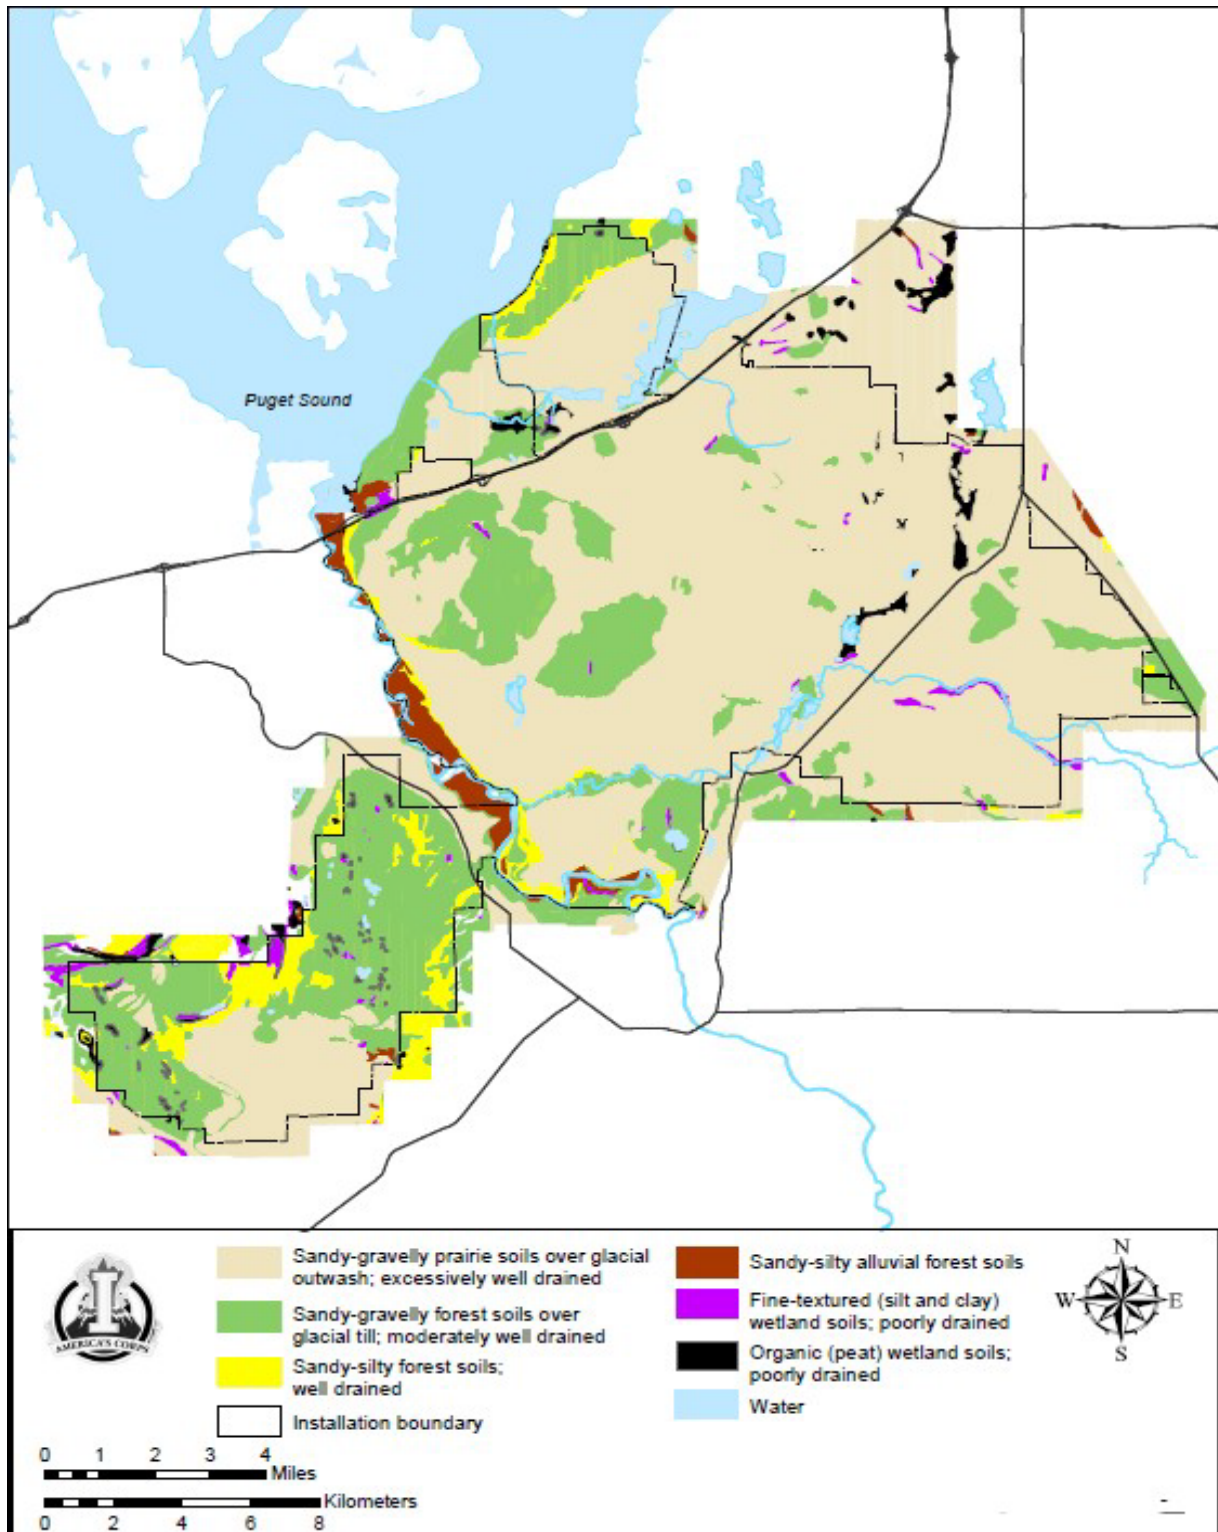 Puget Sound
Sandy-gravelly prairie soils over glacial
outwash; excessively well drained
Sandy-gravelly forest soils over
glacial till; moderately well drained
Sandy-silty forest soils;
well drained
Installation boundary
Sandy-silty alluvial forest soils
Fine-textured (silt and clay)
wetland soils; poorly drained
Organic (peat) wetland soils;
poorly drained
Water
I
AMERICA'S CORPS
N
W E
S
0 1 2 3 4
Miles
Kilometers
0 2 4 6 8